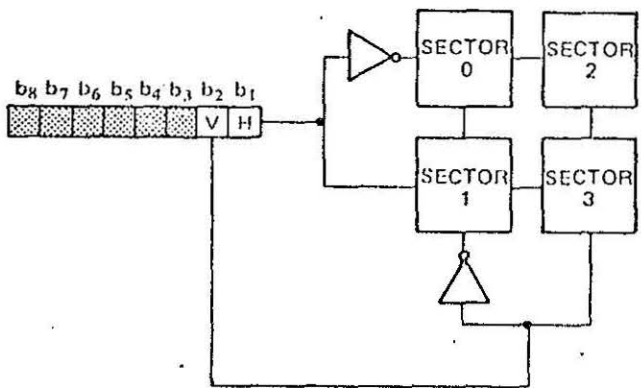 b8 b7 b6 b5 b4 b3 b2 b1
V H
SECTOR 0
SECTOR 2
SECTOR 1
SECTOR 3